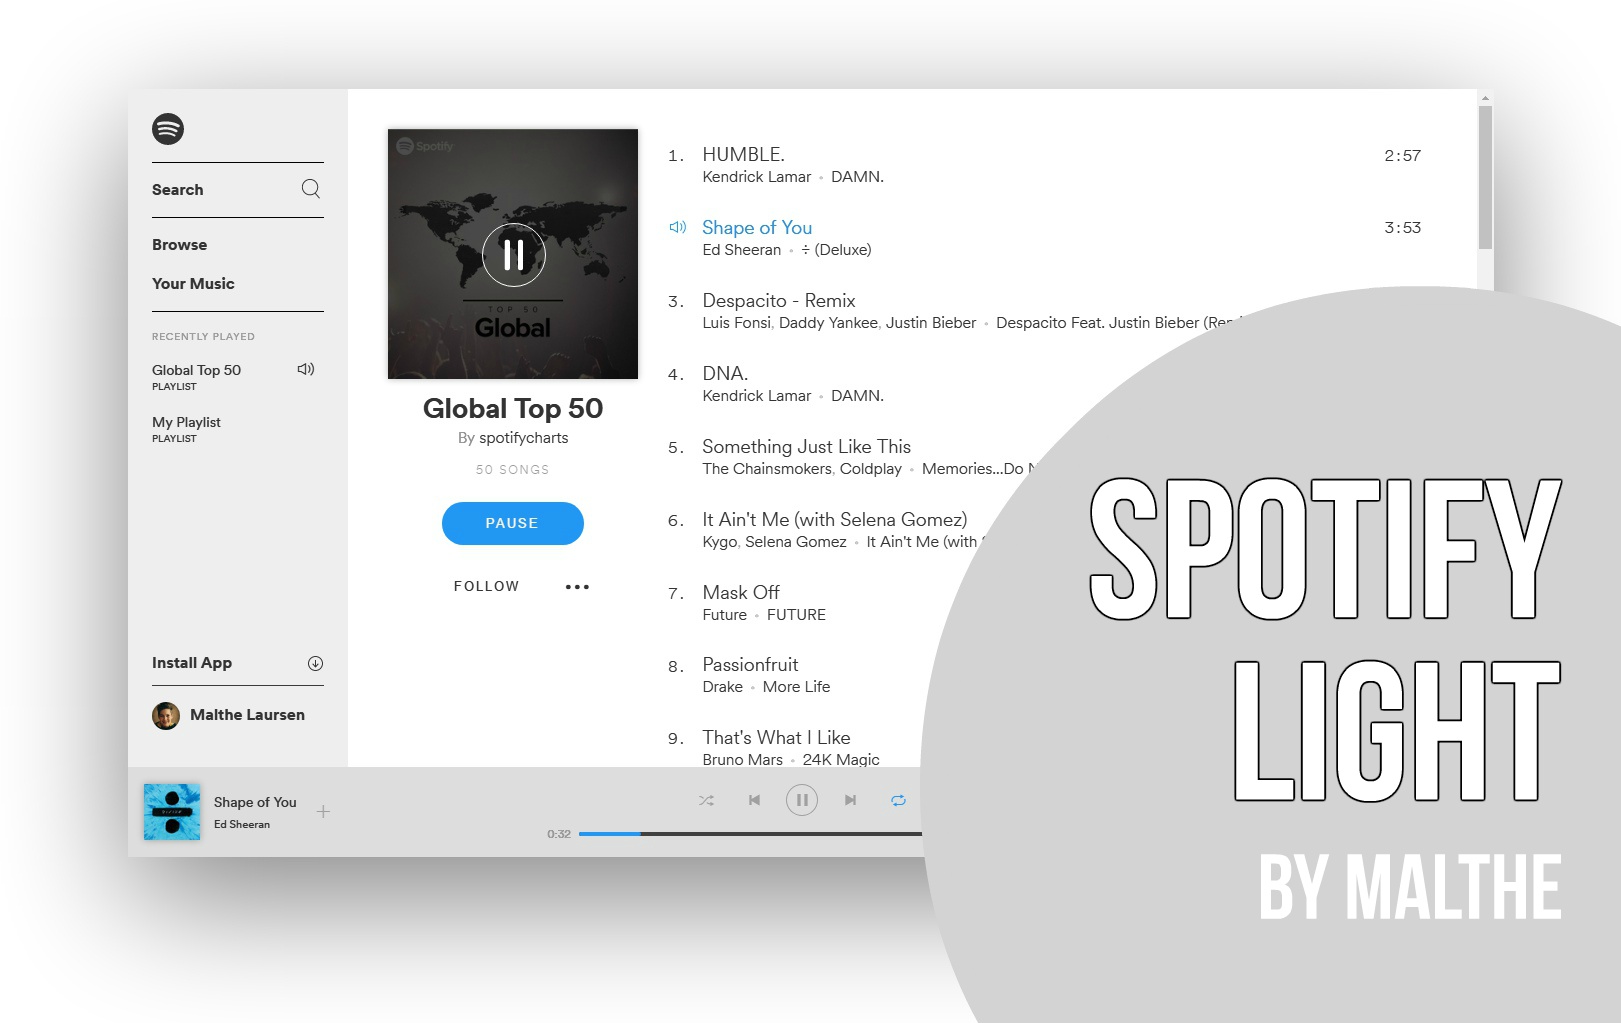 Search
Browse
Your Music
RECENTLY PLAYED
Global Top 50
PLAYLIST
My Playlist
PLAYLIST
Install App
Malthe Laursen
Spotify
TOP 50
Global
Global Top 50
By spotifycharts
50 SONGS
PAUSE
FOLLOW
1. HUMBLE. 2:57
Kendrick Lamar • DAMN.
Shape of You 3:53
Ed Sheeran • ÷ (Deluxe)
3. Despacito - Remix
Luis Fonsi, Daddy Yankee, Justin Bieber • Despacito Feat. Justin Bieber
4. DNA.
Kendrick Lamar • DAMN.
5. Something Just Like This
The Chainsmokers, Coldplay • Memories...Do
6. It Ain't Me (with Selena Gomez)
Kygo, Selena Gomez • It Ain't Me (with
7. Mask Off
Future • FUTURE
8. Passionfruit
Drake • More Life
9. That's What I Like
Bruno Mars • 24K Magic
Shape of You
Ed Sheeran
0:32
SPOTIFY
LIGHT
BY MALTHE